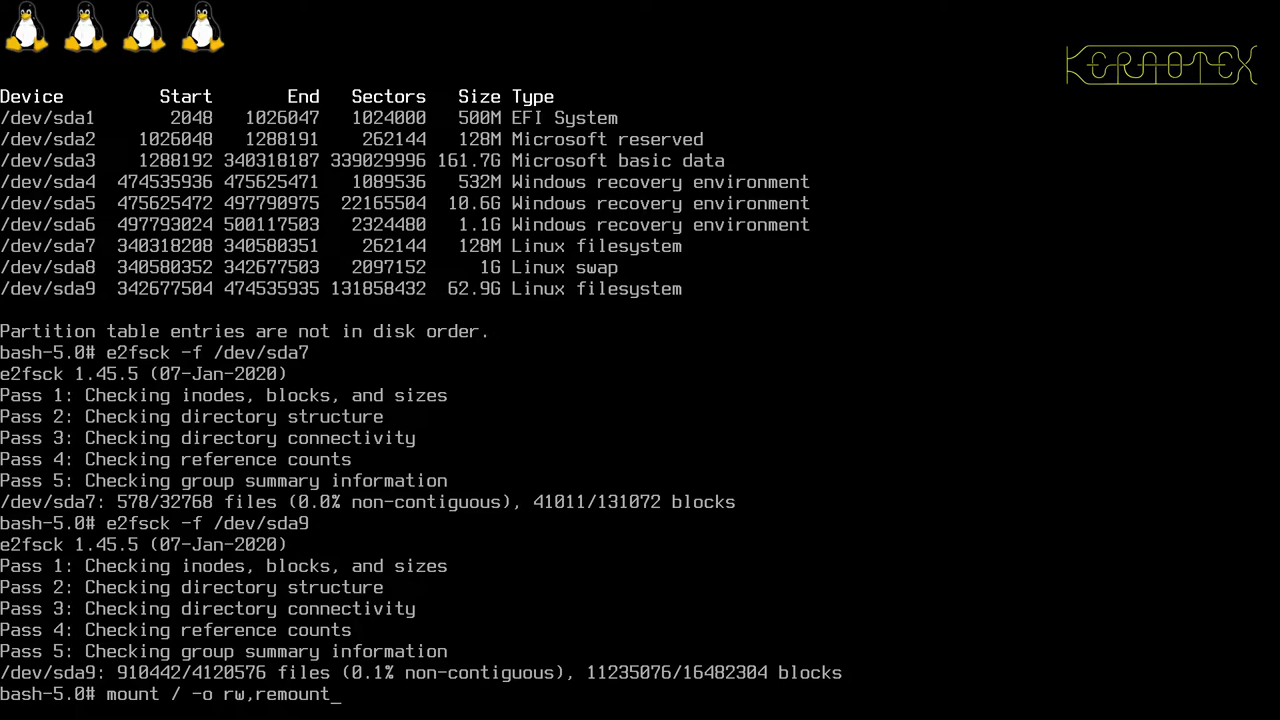 KERNOTEX
Device Start End Sectors Size Type
/dev/sda1 2048 1026047 1024000 500M EFI System
/dev/sda2 1026048 1288191 262144 128M Microsoft reserved
/dev/sda3 1288192 340318187 339029996 161.7G Microsoft basic data
/dev/sda4 474535936 475625471 1089536 532M Windows recovery environment
/dev/sda5 475625472 497790975 22165504 10.6G Windows recovery environment
/dev/sda6 497793024 500117503 2324480 1.1G Windows recovery environment
/dev/sda7 340318208 340580351 262144 128M Linux filesystem
/dev/sda8 340580352 342677503 2097152 1G Linux swap
/dev/sda9 342677504 474535935 131858432 62.9G Linux filesystem
Partition table entries are not in disk order.
bash-5.0# e2fsck -f /dev/sda7
e2fsck 1.45.5 (07-Jan-2020)
Pass 1: Checking inodes, blocks, and sizes
Pass 2: Checking directory structure
Pass 3: Checking directory connectivity
Pass 4: Checking reference counts
Pass 5: Checking group summary information
/dev/sda7: 578/32768 files (0.0% non-contiguous), 41011/131072 blocks
bash-5.0# e2fsck -f /dev/sda9
e2fsck 1.45.5 (07-Jan-2020)
Pass 1: Checking inodes, blocks, and sizes
Pass 2: Checking directory structure
Pass 3: Checking directory connectivity
Pass 4: Checking reference counts
Pass 5: Checking group summary information
/dev/sda9: 910442/4120576 files (0.1% non-contiguous), 11235076/16482304 blocks
bash-5.0# mount / -o rw,remount_